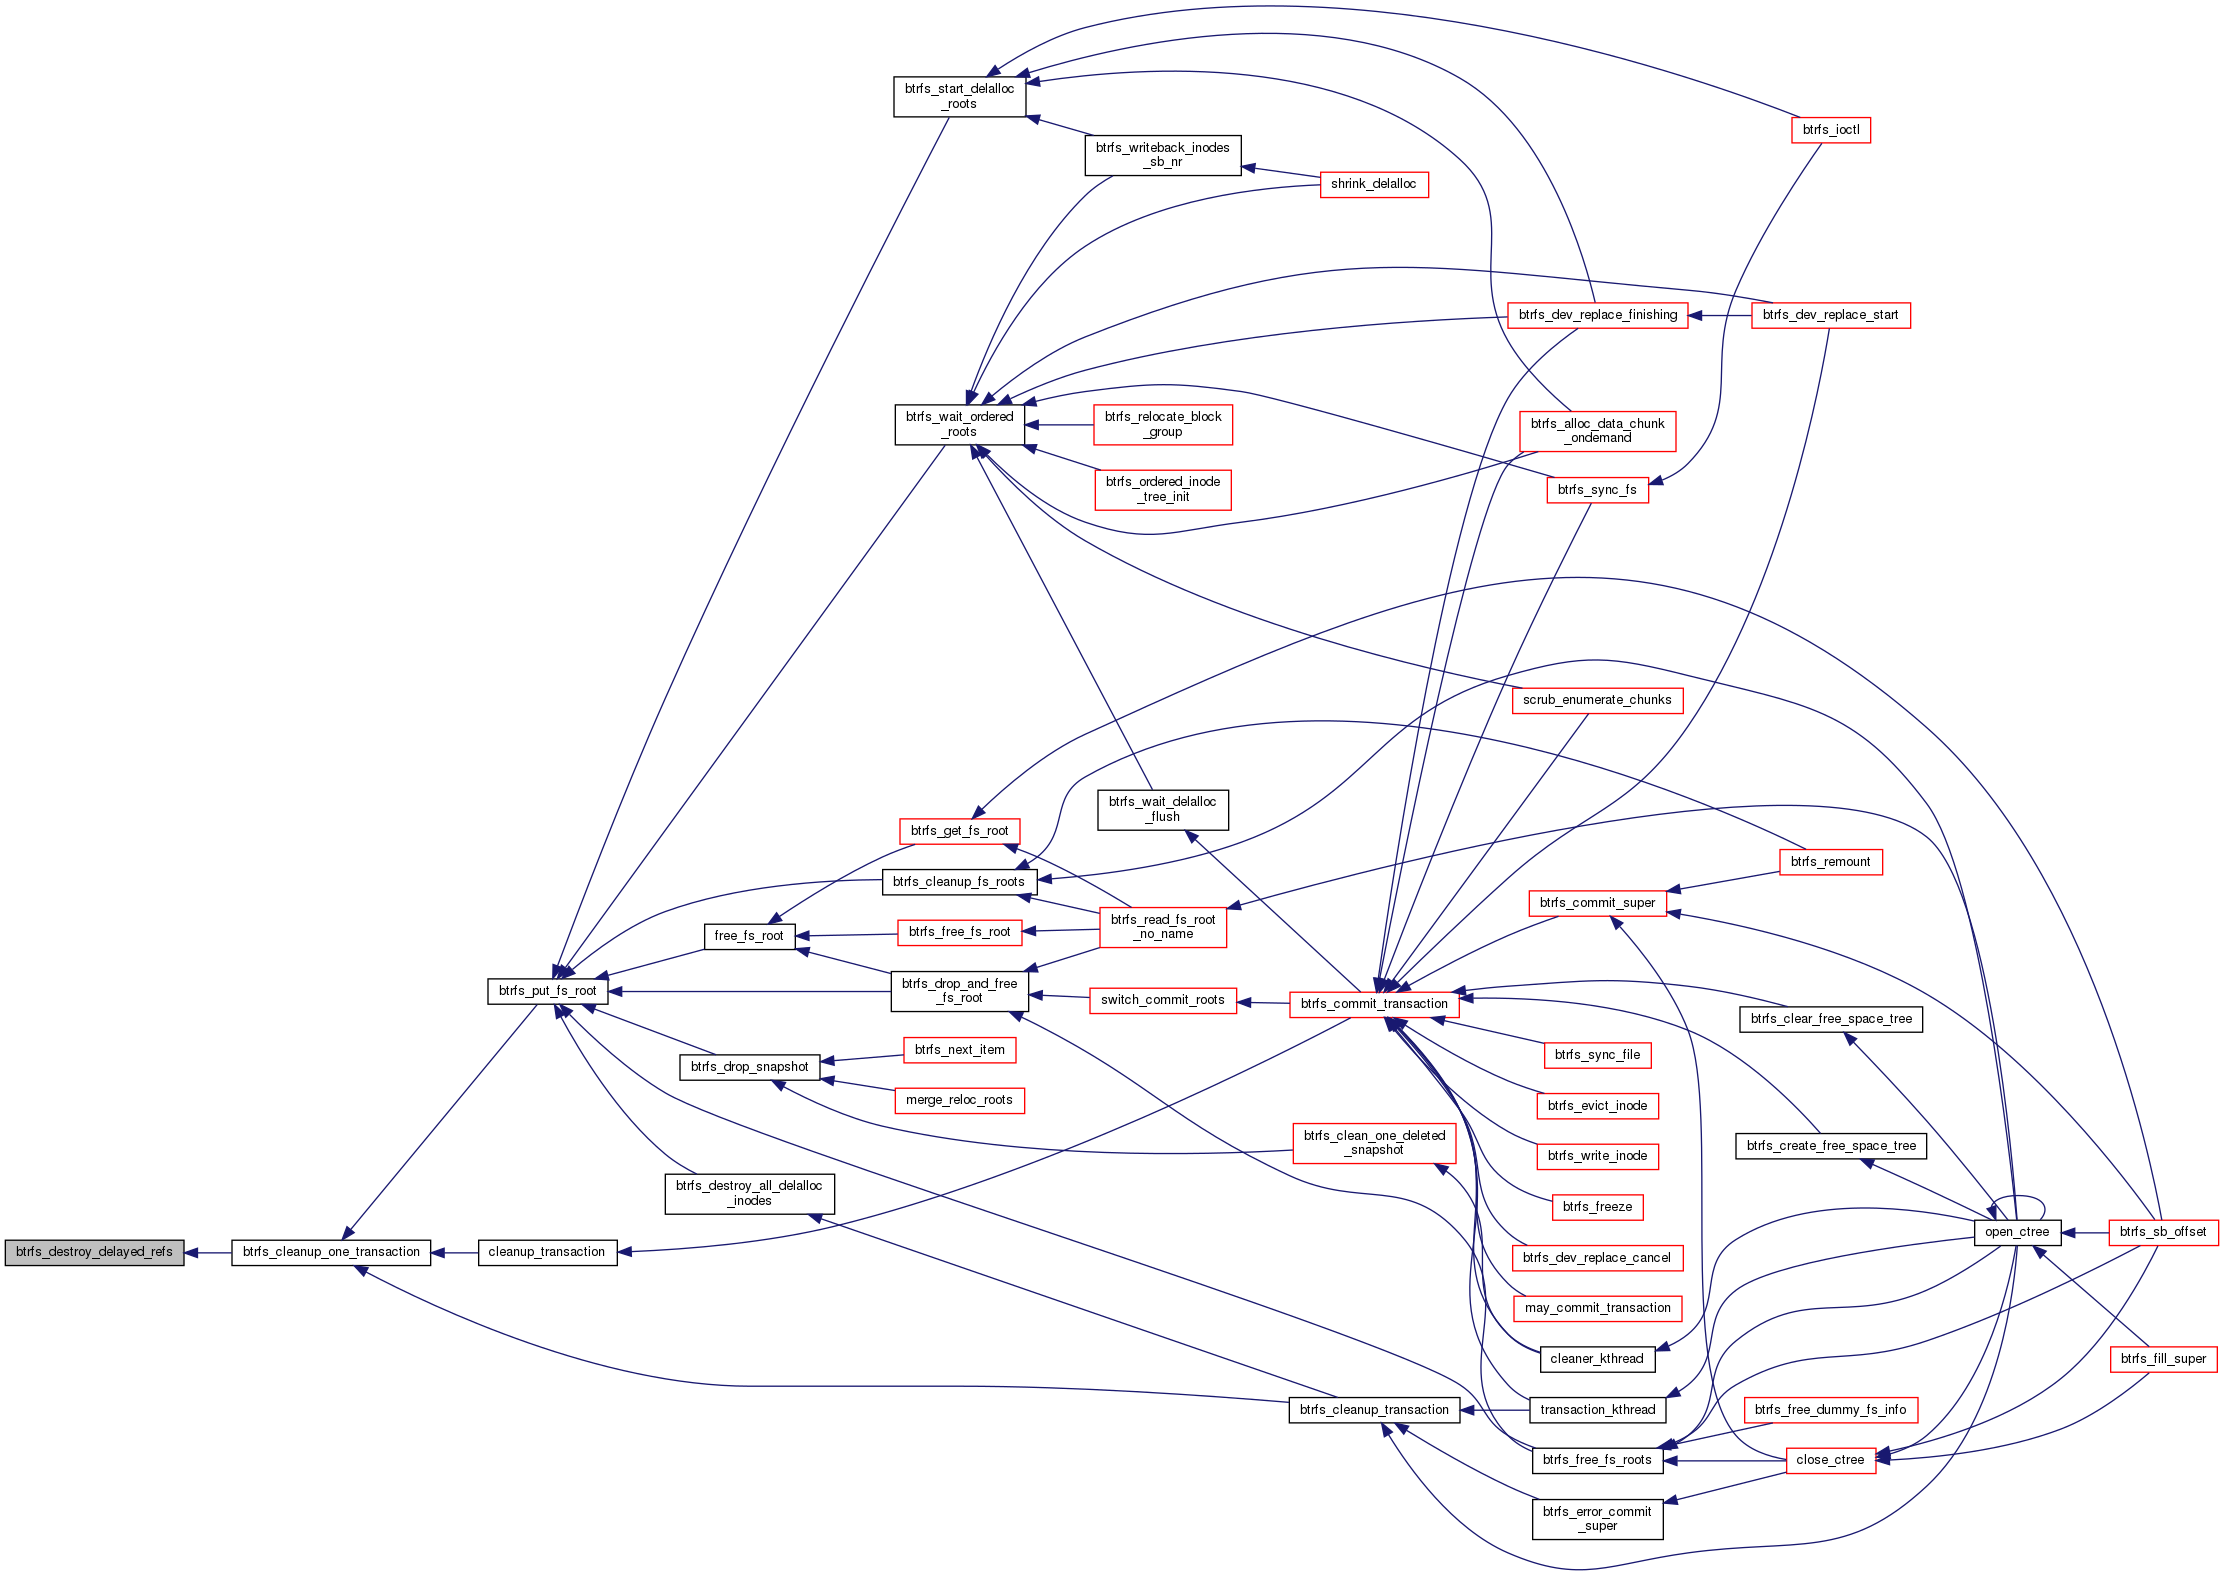 btrfs_start_delalloc
_roots
btrfs_ioctl
btrfs_writeback_inodes
_sb_nr
shrink_delalloc
btrfs_dev_replace_finishing
btrfs_dev_replace_start
btrfs_wait_ordered
_roots
btrfs_relocate_block
_group
btrfs_alloc_data_chunk
_ondemand
btrfs_ordered_inode
_tree_init
btrfs_sync_fs
scrub_enumerate_chunks
btrfs_wait_delalloc
_flush
btrfs_get_fs_root
btrfs_remount
btrfs_cleanup_fs_roots
btrfs_commit_super
btrfs_read_fs_root
_no_name
free_fs_root
btrfs_free_fs_root
btrfs_put_fs_root
btrfs_drop_and_free
_fs_root
switch_commit_roots
btrfs_commit_transaction
btrfs_clear_free_space_tree
btrfs_next_item
btrfs_sync_file
btrfs_drop_snapshot
merge_reloc_roots
btrfs_evict_inode
btrfs_clean_one_deleted
_snapshot
btrfs_create_free_space_tree
btrfs_write_inode
btrfs_destroy_all_delalloc
_inodes
btrfs_freeze
open_ctree
btrfs_sb_offset
btrfs_destroy_delayed_refs
btrfs_cleanup_one_transaction
cleanup_transaction
btrfs_dev_replace_cancel
may_commit_transaction
cleaner_kthread
btrfs_fill_super
btrfs_cleanup_transaction
transaction_kthread
btrfs_free_dummy_fs_info
btrfs_free_fs_roots
close_ctree
btrfs_error_commit
_super